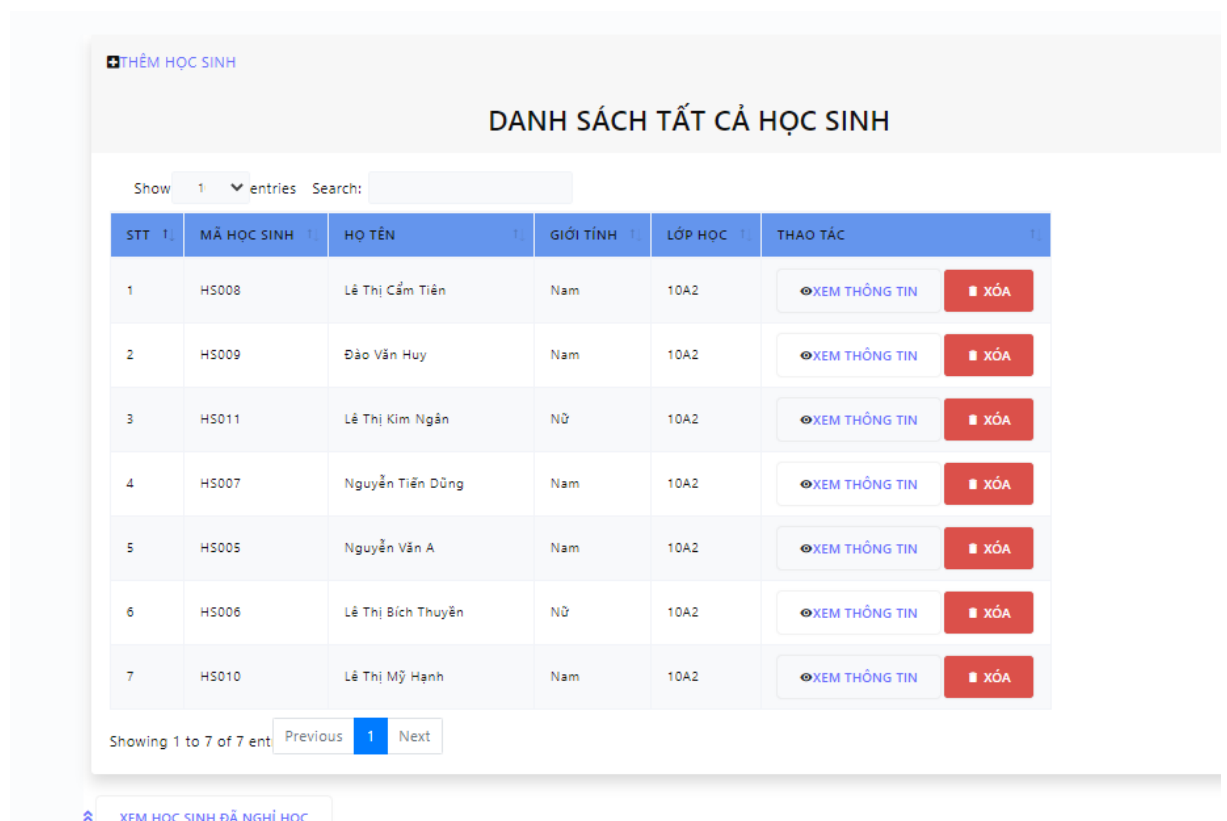 THÊM HỌC SINH
DANH SÁCH TẤT CẢ HỌC SINH
Show 1 entries Search:
STT MÃ HỌC SINH HỌ TÊN GIỚI TÍNH LỚP HỌC THAO TÁC
1 HS008 Lê Thị Cẩm Tiên Nam 10A2 XEM THÔNG TIN XÓA
2 HS009 Đào Văn Huy Nam 10A2 XEM THÔNG TIN XÓA
3 HS011 Lê Thị Kim Ngân Nữ 10A2 XEM THÔNG TIN XÓA
4 HS007 Nguyễn Tiến Dũng Nam 10A2 XEM THÔNG TIN XÓA
5 HS005 Nguyễn Văn A Nam 10A2 XEM THÔNG TIN XÓA
6 HS006 Lê Thị Bích Thuyền Nữ 10A2 XEM THÔNG TIN XÓA
7 HS010 Lê Thị Mỹ Hạnh Nam 10A2 XEM THÔNG TIN XÓA
Showing 1 to 7 of 7 ent Previous 1 Next
XEM HỌC SINH ĐÃ NGHỈ HỌC